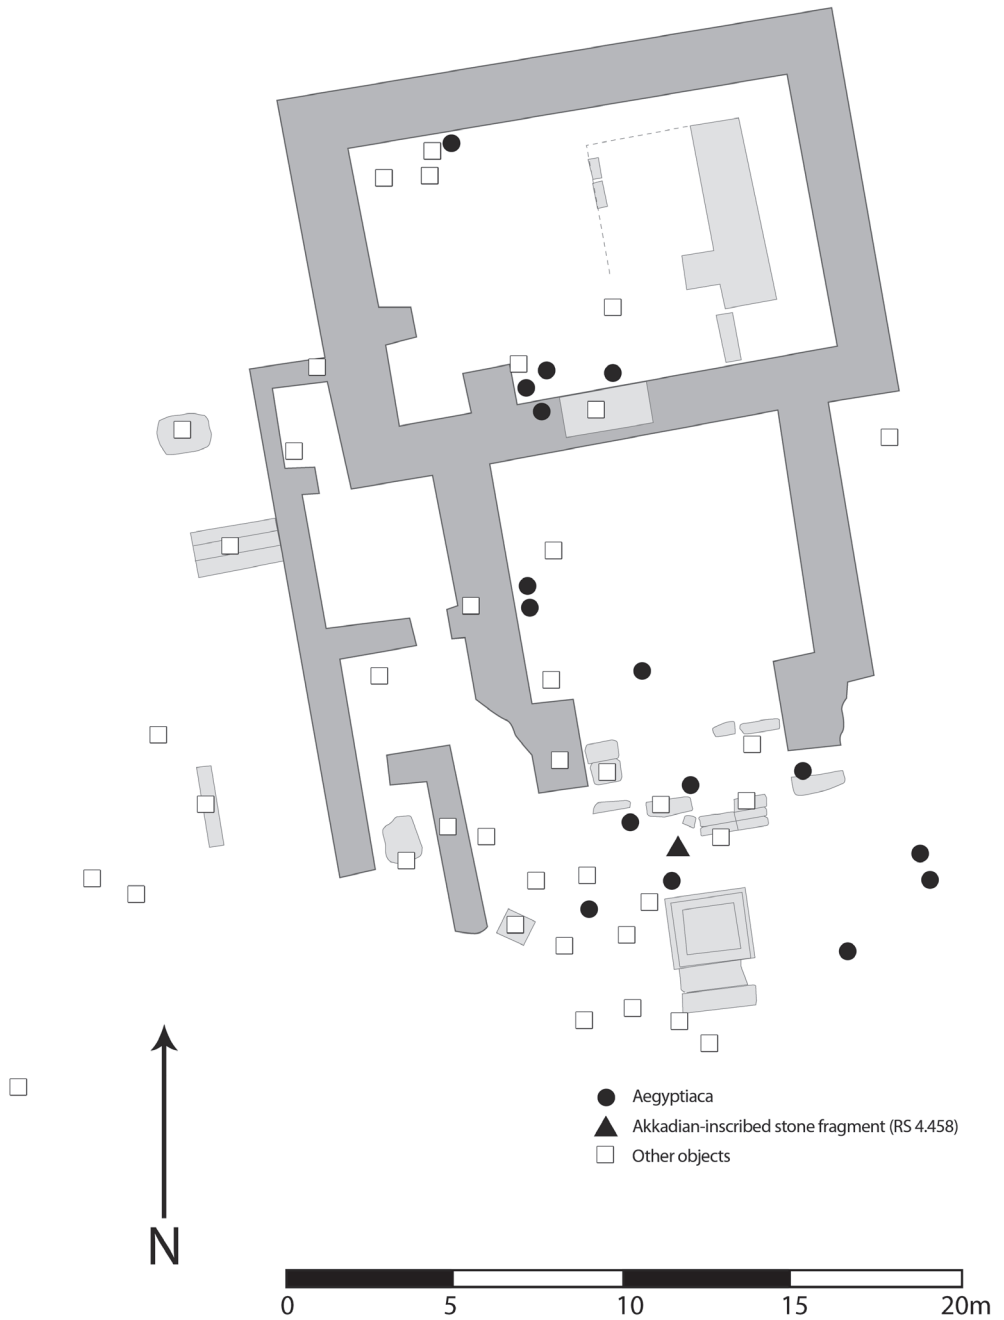 Aegyptiaca
Akkadian-inscribed stone fragment (RS 4.458)
Other objects
N
0 5 10 15 20m